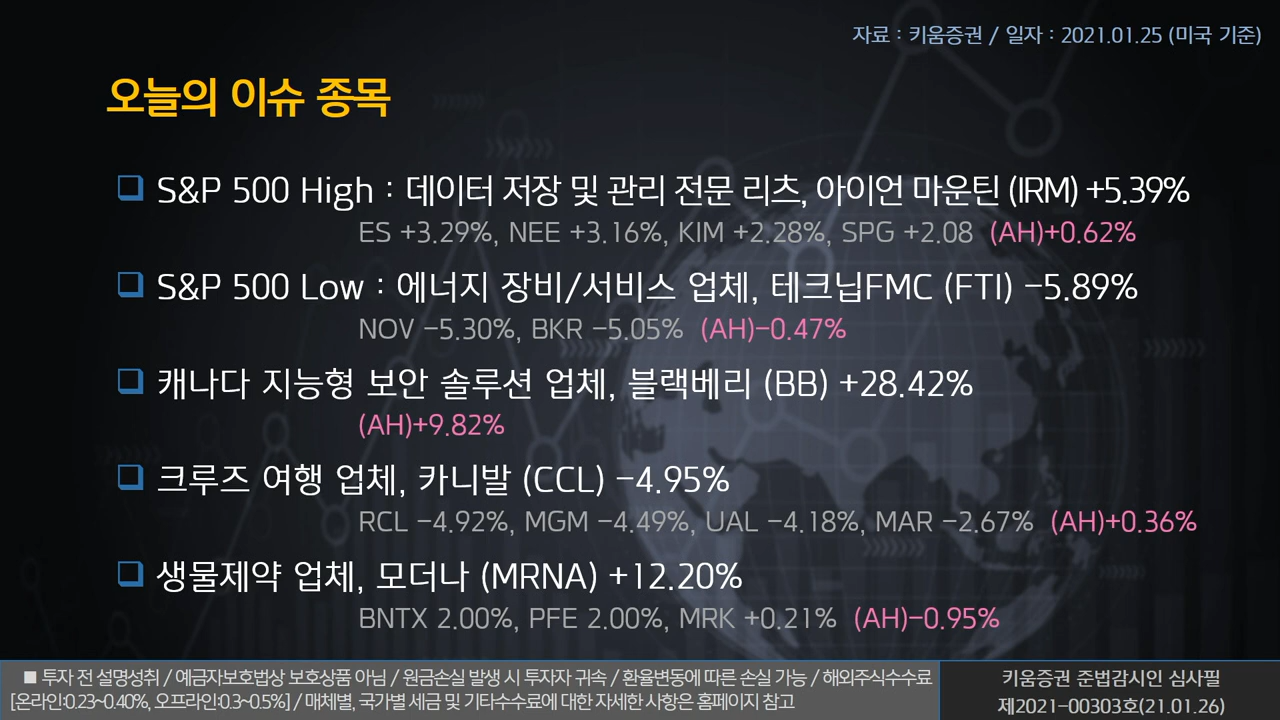 자료 : 키움증권 / 일자 : 2021.01.25 (미국 기준)
오늘의 이슈 종목
❑ S&P 500 High : 데이터 저장 및 관리 전문 리츠, 아이언 마운틴 (IRM) +5.39%
ES +3.29%, NEE +3.16%, KIM +2.28%, SPG +2.08 (AH)+0.62%
❑ S&P 500 Low : 에너지 장비/서비스 업체, 테크닙FMC (FTI) −5.89%
NOV −5.30%, BKR −5.05% (AH)−0.47%
❑ 캐나다 지능형 보안 솔루션 업체, 블랙베리 (BB) +28.42%
(AH)+9.82%
❑ 크루즈 여행 업체, 카니발 (CCL) −4.95%
RCL −4.92%, MGM −4.49%, UAL −4.18%, MAR −2.67% (AH)+0.36%
❑ 생물제약 업체, 모더나 (MRNA) +12.20%
BNTX 2.00%, PFE 2.00%, MRK +0.21% (AH)−0.95%
■ 투자 전 설명성취 / 예금자보호법상 보호상품 아님 / 원금손실 발생 시 투자자 귀속 / 환율변동에 따른 손실 가능 / 해외주식수수료
[온라인:0.23~0.40%, 오프라인:0.3~0.5%] / 매체별, 국가별 세금 및 기타수수료에 대한 자세한 사항은 홈페이지 참고
키움증권 준법감시인 심사필
제2021−00303호(21.01.26)